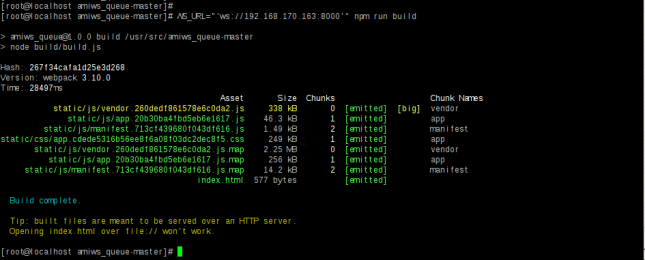 [root@localhost amiws_queue-master]#
[root@localhost amiws_queue-master]# WS_URL="'ws://192.168.170.163:8000'" npm run build
> amiws_queue@1.0.0 build /usr/src/amiws_queue-master
> node build/build.js
Hash: 267f34cafa1d25e3d268
Version: webpack 3.10.0
Time: 28497ms
Asset Size Chunks Chunk Names
static/js/vendor.260dedf861578e6c0da2.js 338 kB 0 [emitted] [big] vendor
static/js/app.20b30ba4fbd5eb6e1617.js 46.3 kB 1 [emitted] app
static/js/manifest.713cf439680f043df616.js 1.49 kB 2 [emitted] manifest
static/css/app.cdede5316b56ee8f6a08f03dc2dec8f5.css 249 kB 1 [emitted] app
static/js/vendor.260dedf861578e6c0da2.js.map 2.25 MB 0 [emitted] vendor
static/js/app.20b30ba4fbd5eb6e1617.js.map 256 kB 1 [emitted] app
static/js/manifest.713cf439680f043df616.js.map 14.2 kB 2 [emitted] manifest
index.html 577 bytes [emitted]
Build complete.
Tip: built files are meant to be served over an HTTP server.
Opening index.html over file:// won't work.
[root@localhost amiws_queue-master]#